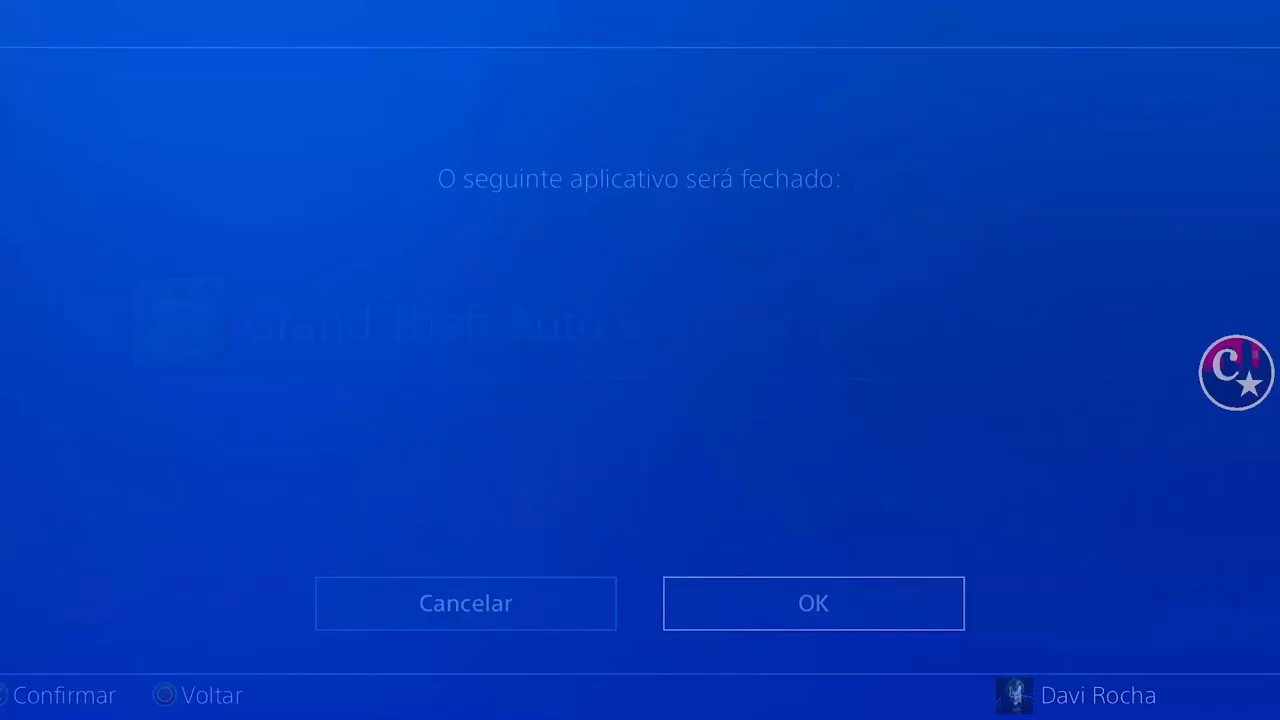 O seguinte aplicativo será fechado:
Grand Theft Auto V
C
Cancelar
OK
Confirmar
Voltar
Davi Rocha